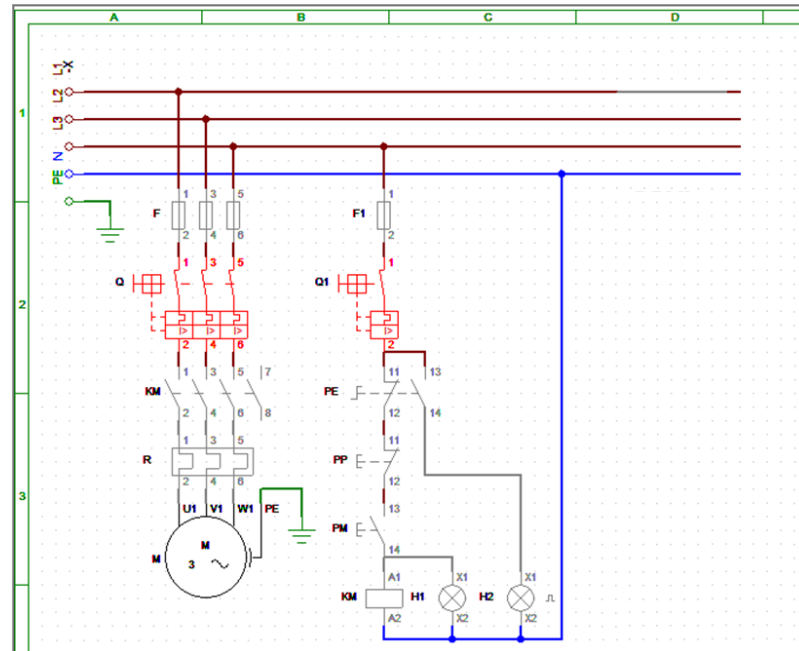 A B C D
1
L1
-X
L2
L3
N
PE
1 3 5 1
F F1
2 4 6 2
1 3 5 1
Q Q1
2
I> I> I> I>
2 4 6 2
1 3 5 7 11 13
KM PE
2 4 6 8 12 14
1 3 5 11
R PP
2 4 6 12
3
U1 V1 W1 PE 13
PM
14
M M
3
A1 X1 X1
KM H1 H2
A2 X2 X2